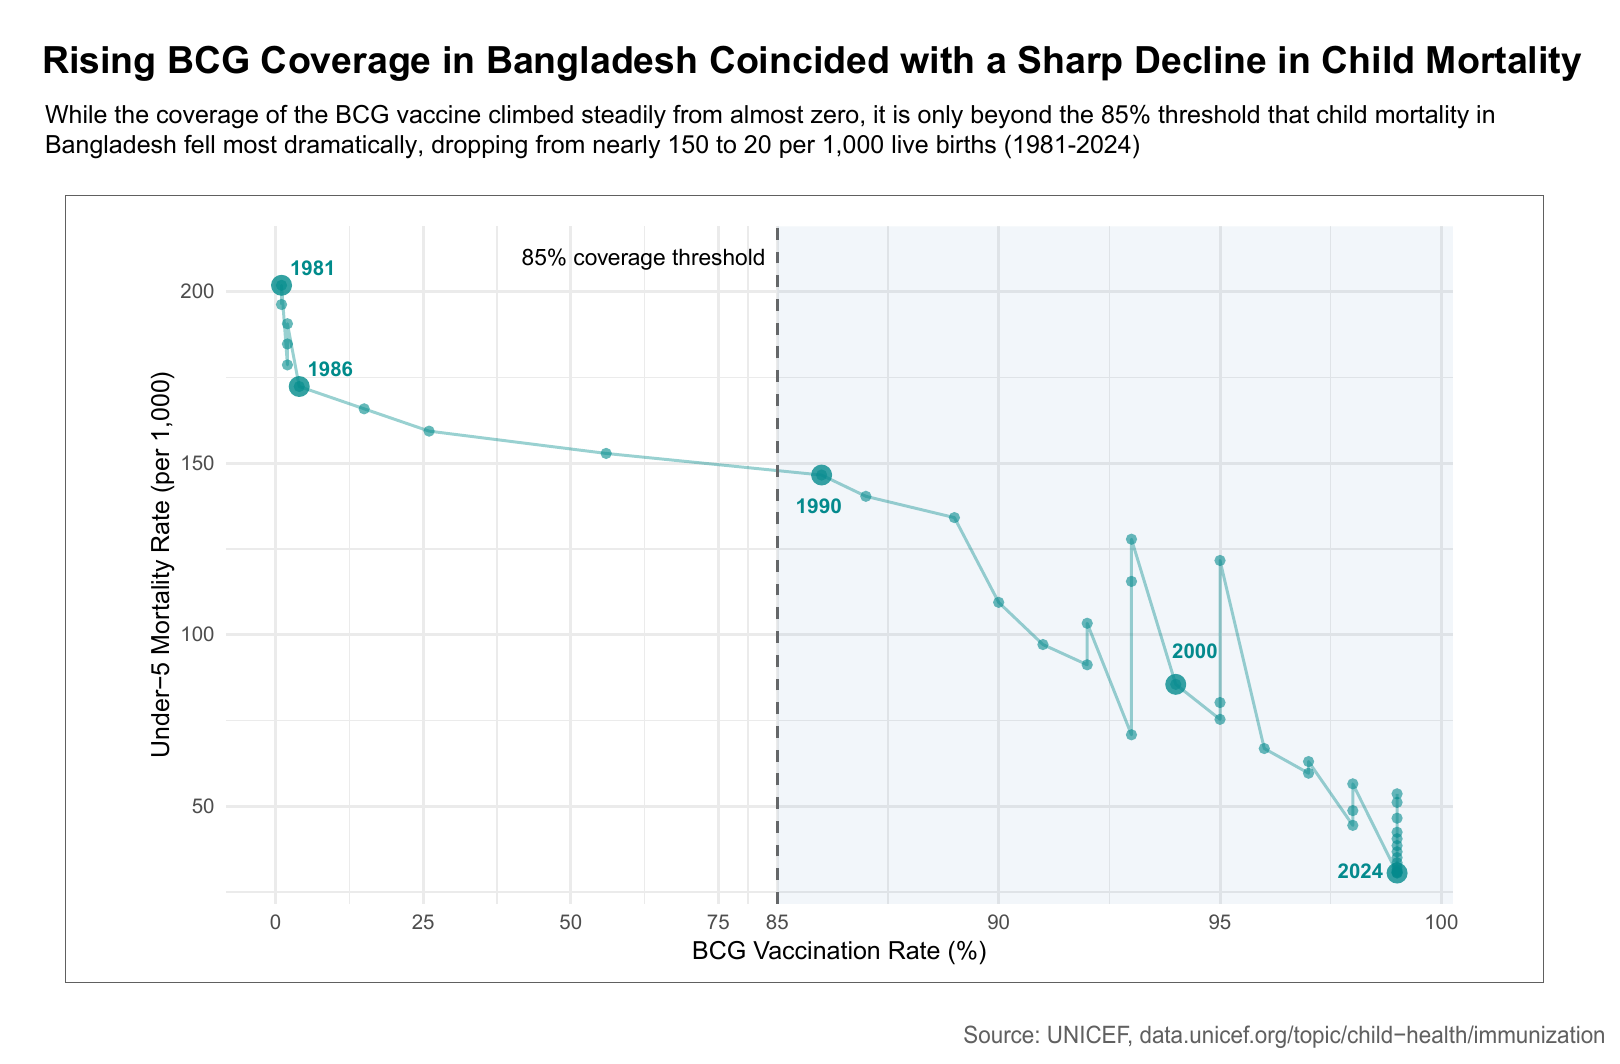 Rising BCG Coverage in Bangladesh Coincided with a Sharp Decline in Child Mortality
While the coverage of the BCG vaccine climbed steadily from almost zero, it is only beyond the 85% threshold that child mortality in
Bangladesh fell most dramatically, dropping from nearly 150 to 20 per 1,000 live births (1981-2024)
85% coverage threshold
1981
200
1986
150
1990
Under−5 Mortality Rate (per 1,000)
100
2000
50
2024
0 25 50 75 85 90 95 100
BCG Vaccination Rate (%)
Source: UNICEF, data.unicef.org/topic/child−health/immunization